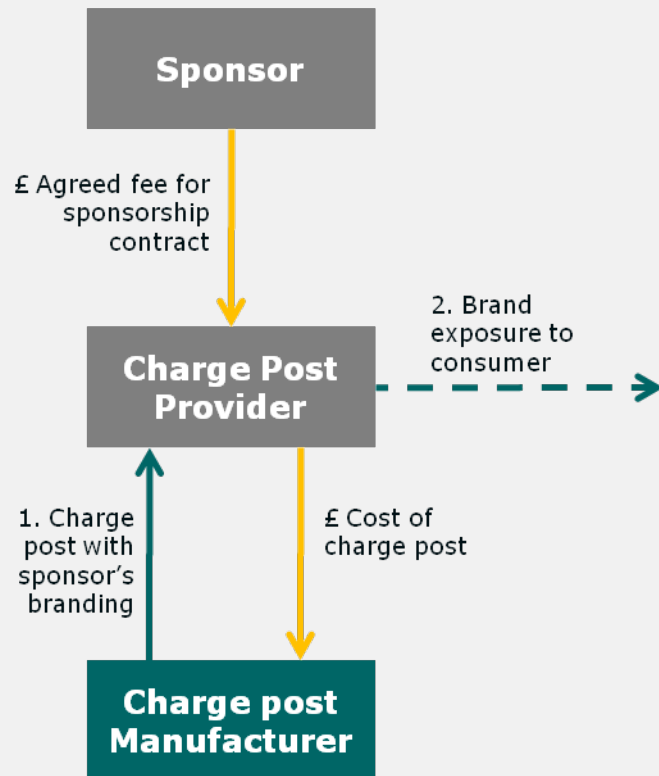 Sponsor
£ Agreed fee for
sponsorship
contract
2. Brand
exposure to
consumer
Charge Post
Provider
1. Charge
post with
sponsor’s
branding
£ Cost of
charge post
Charge post
Manufacturer